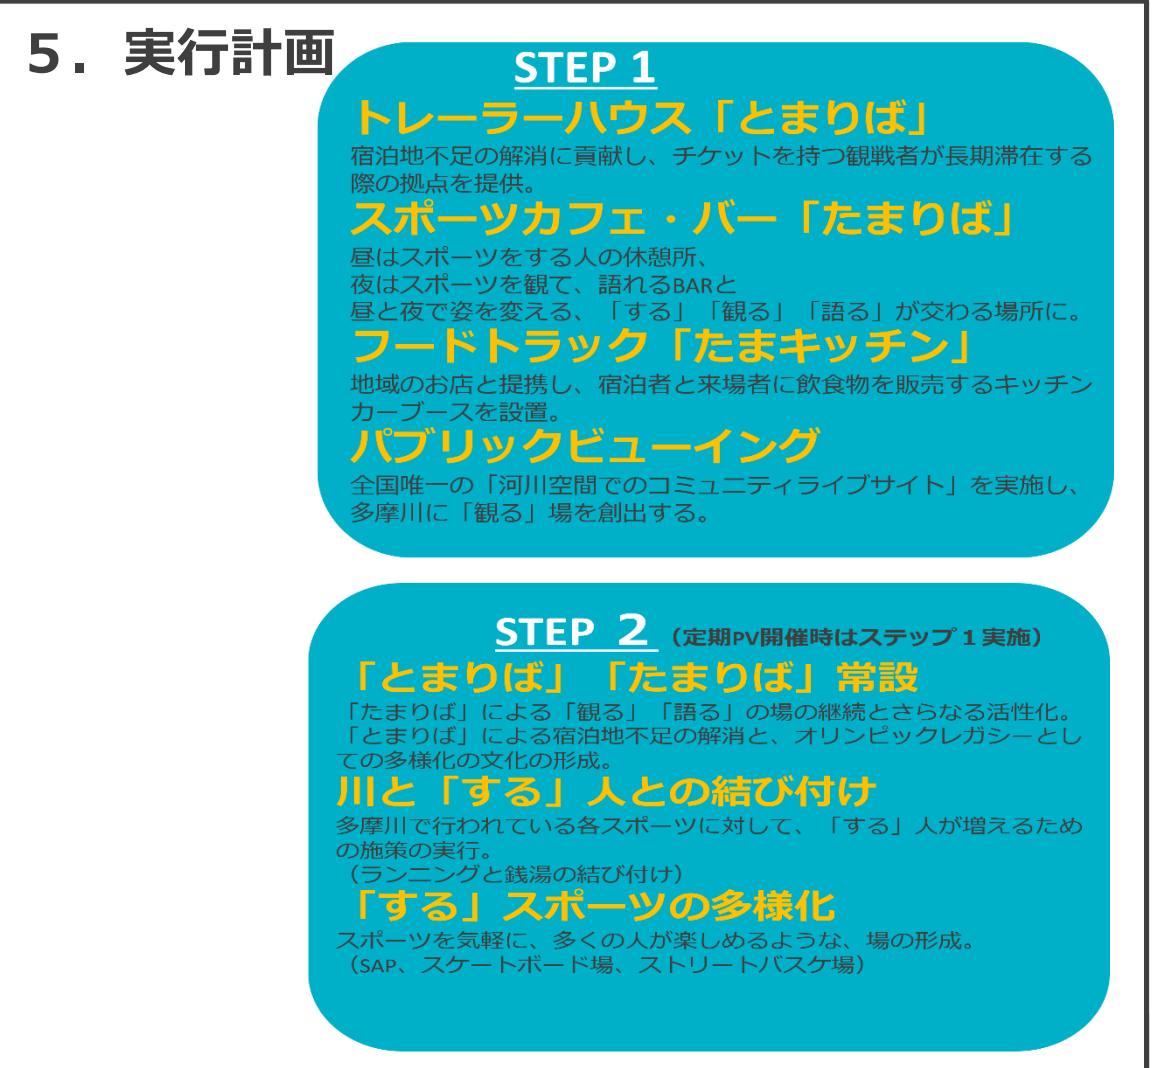 ５．実行計画
STEP 1
トレーラーハウス「とまりば」
宿泊地不足の解消に貢献し、チケットを持つ観戦者が長期滞在する
際の拠点を提供。
スポーツカフェ・バー「たまりば」
昼はスポーツをする人の休憩所、
夜はスポーツを観て、語れるBARと
昼と夜で姿を変える、「する」「観る」「語る」が交わる場所に。
フードトラック「たまキッチン」
地域のお店と提携し、宿泊者と来場者に飲食物を販売するキッチン
カーブースを設置。
パブリックビューイング
全国唯一の「河川空間でのコミュニティライブサイト」を実施し、
多摩川に「観る」場を創出する。
STEP ２（定期PV開催時はステップ１実施）
「とまりば」「たまりば」常設
「たまりば」による「観る」「語る」の場の継続とさらなる活性化。
「とまりば」による宿泊地不足の解消と、オリンピックレガシーとし
ての多様化の文化の形成。
川と「する」人との結び付け
多摩川で行われている各スポーツに対して、「する」人が増えるため
の施策の実行。
（ランニングと銭湯の結び付け）
「する」スポーツの多様化
スポーツを気軽に、多くの人が楽しめるような、場の形成。
（SAP、スケートボード場、ストリートバスケ場）